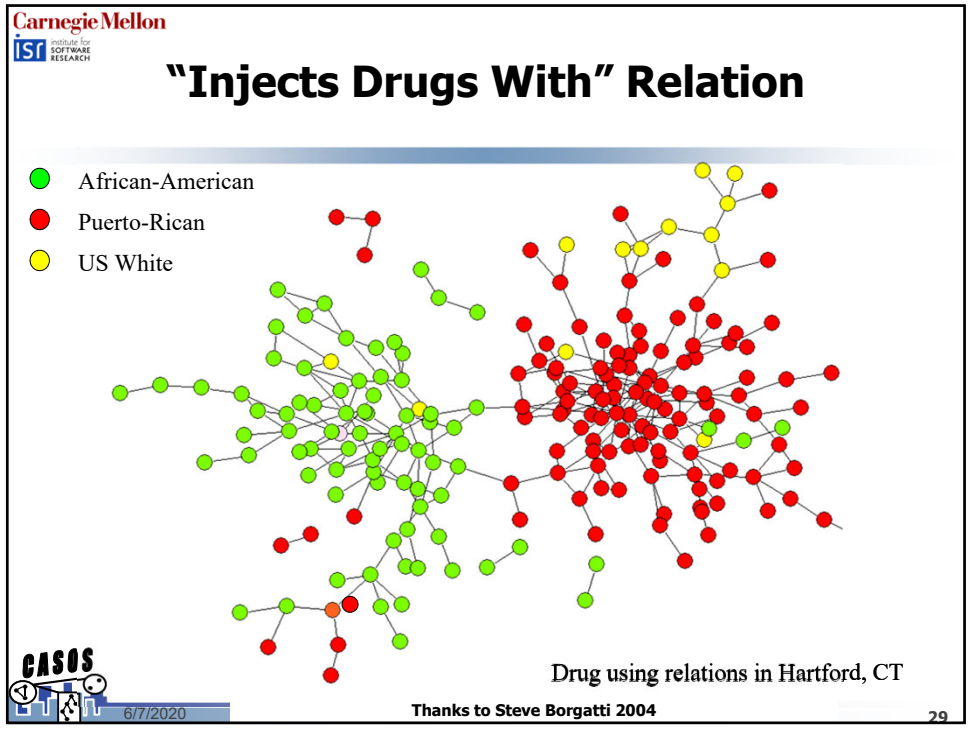 Carnegie Mellon
isr institute for
SOFTWARE
RESEARCH
“Injects Drugs With” Relation
African-American
Puerto-Rican
US White
Drug using relations in Hartford, CT
CASOS
6/7/2020
Thanks to Steve Borgatti 2004
29